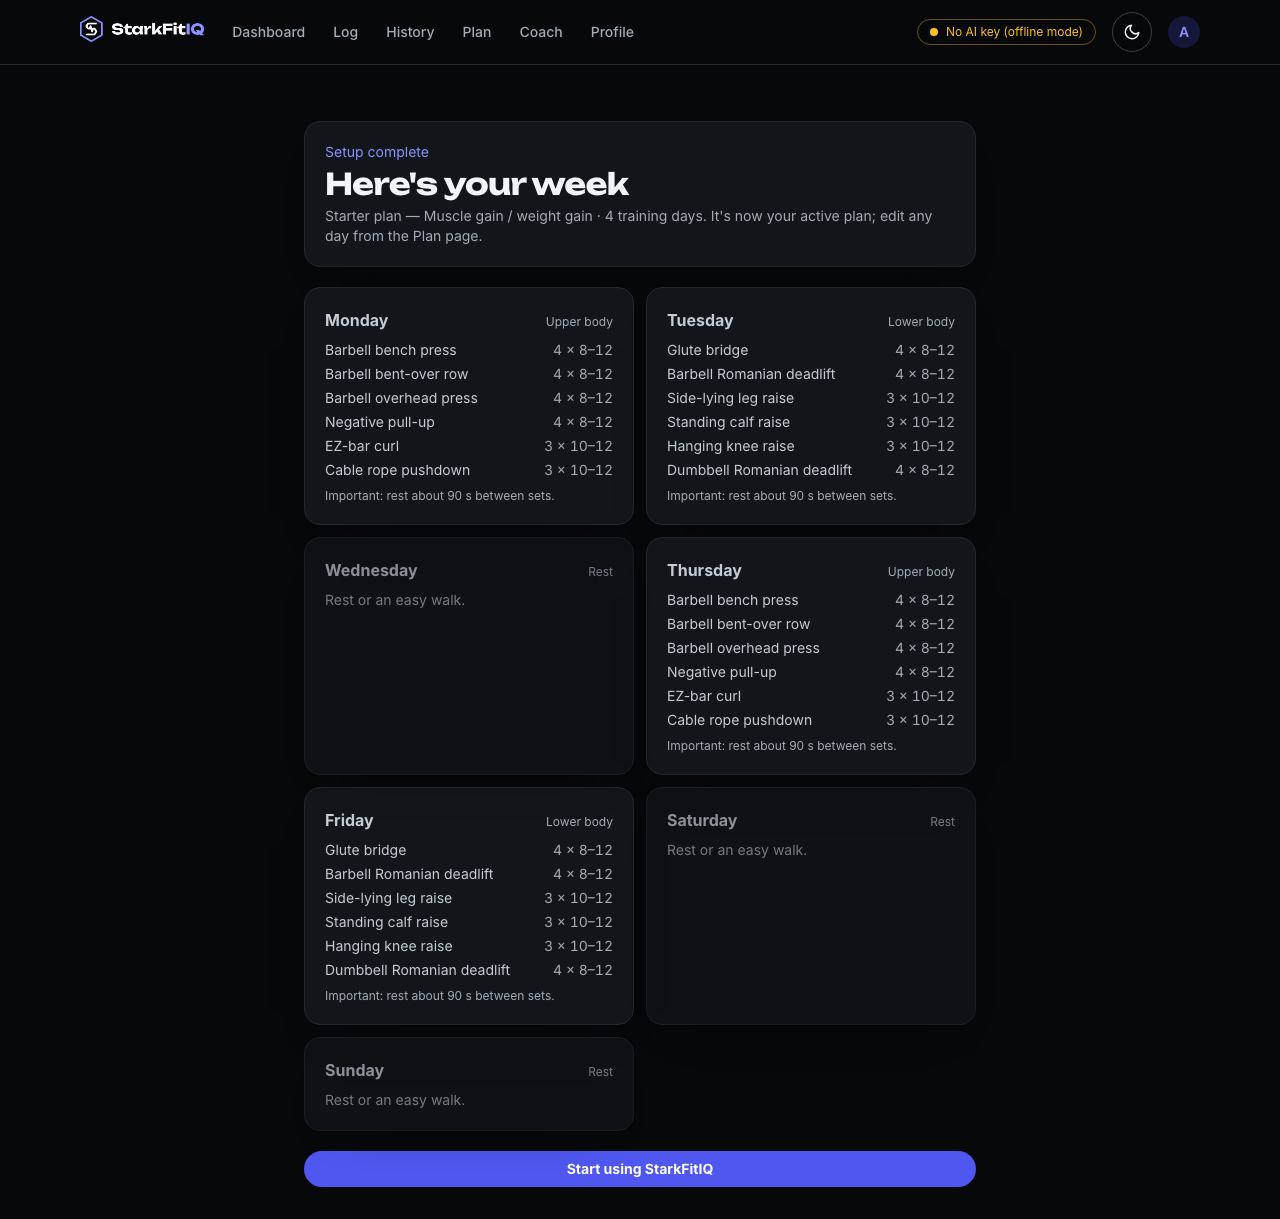 StarkFitIQ
Dashboard
Log
History
Plan
Coach
Profile
No AI key (offline mode)
A
Setup complete
Here's your week
Starter plan — Muscle gain / weight gain · 4 training days. It's now your active plan; edit any
day from the Plan page.
Monday
Upper body
Barbell bench press 4 × 8–12
Barbell bent-over row 4 × 8–12
Barbell overhead press 4 × 8–12
Negative pull-up 4 × 8–12
EZ-bar curl 3 × 10–12
Cable rope pushdown 3 × 10–12
Important: rest about 90 s between sets.
Tuesday
Lower body
Glute bridge 4 × 8–12
Barbell Romanian deadlift 4 × 8–12
Side-lying leg raise 3 × 10–12
Standing calf raise 3 × 10–12
Hanging knee raise 3 × 10–12
Dumbbell Romanian deadlift 4 × 8–12
Important: rest about 90 s between sets.
Wednesday
Rest
Rest or an easy walk.
Thursday
Upper body
Barbell bench press 4 × 8–12
Barbell bent-over row 4 × 8–12
Barbell overhead press 4 × 8–12
Negative pull-up 4 × 8–12
EZ-bar curl 3 × 10–12
Cable rope pushdown 3 × 10–12
Important: rest about 90 s between sets.
Friday
Lower body
Glute bridge 4 × 8–12
Barbell Romanian deadlift 4 × 8–12
Side-lying leg raise 3 × 10–12
Standing calf raise 3 × 10–12
Hanging knee raise 3 × 10–12
Dumbbell Romanian deadlift 4 × 8–12
Important: rest about 90 s between sets.
Saturday
Rest
Rest or an easy walk.
Sunday
Rest
Rest or an easy walk.
Start using StarkFitIQ